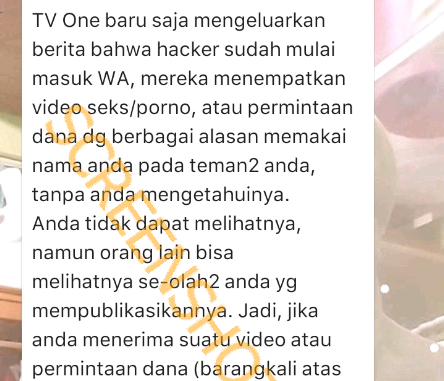 TV One baru saja mengeluarkan
berita bahwa hacker sudah mulai
masuk WA, mereka menempatkan
video seks/porno, atau permintaan
dana dg berbagai alasan memakai
nama anda pada teman2 anda,
tanpa anda mengetahuinya.
Anda tidak dapat melihatnya,
namun orang lain bisa
melihatnya se-olah2 anda yg
mempublikasikannya. Jadi, jika
anda menerima suatu video atau
permintaan dana (barangkali atas
SCREENSHO